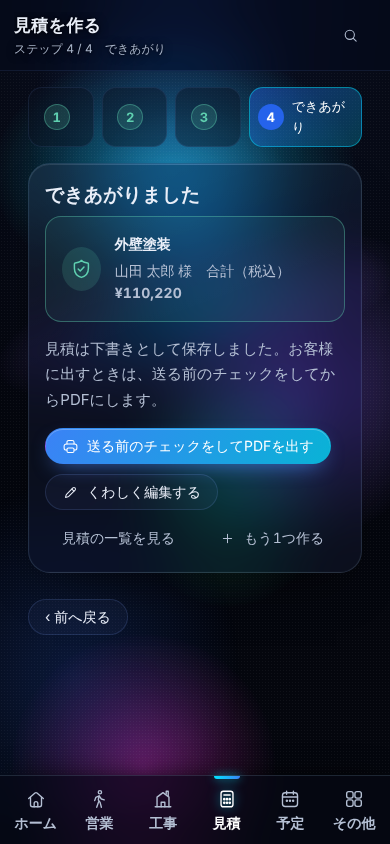 見積を作る
ステップ 4 / 4　できあがり
1
2
3
4
できあが
り
できあがりました
外壁塗装
山田 太郎 様　合計（税込）
¥110,220
見積は下書きとして保存しました。お客様
に出すときは、送る前のチェックをしてか
らPDFにします。
送る前のチェックをしてPDFを出す
くわしく編集する
見積の一覧を見る
＋ もう1つ作る
‹ 前へ戻る
ホーム
営業
工事
見積
予定
その他